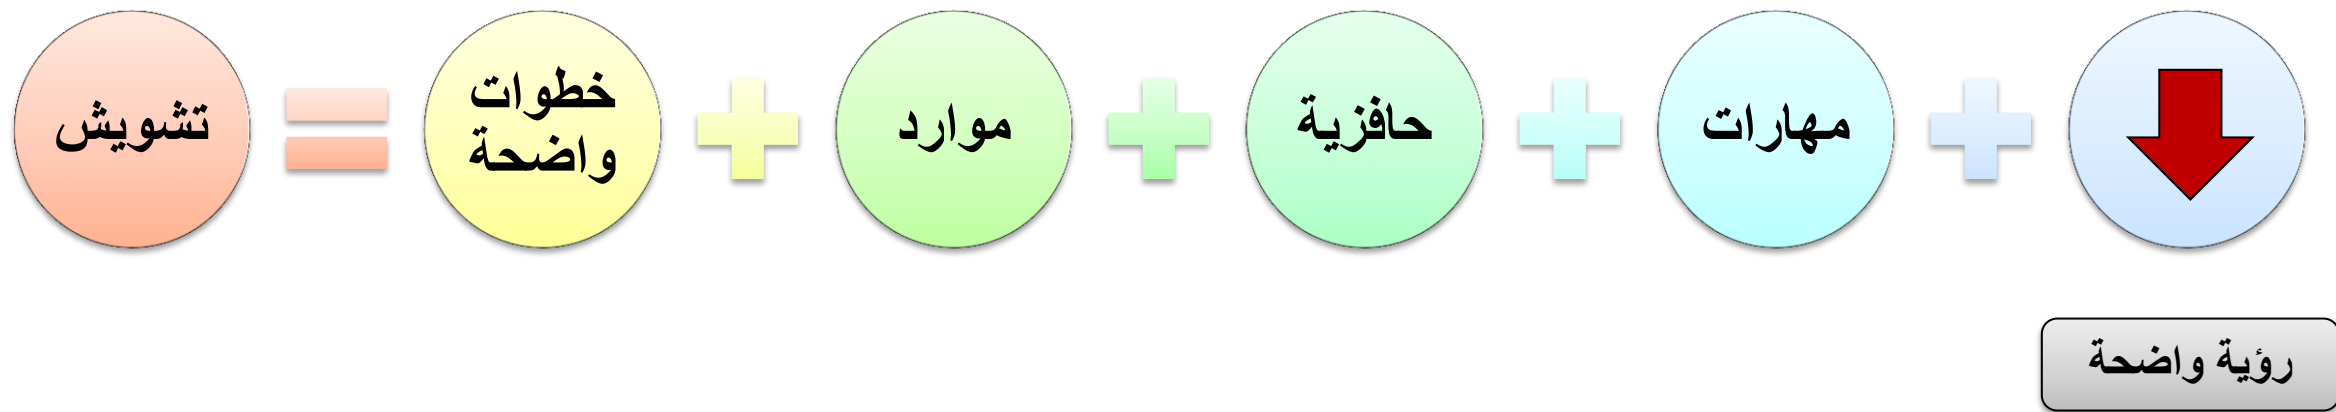 مهارات
حافزية
موارد
خطوات
واضحة
تشويش
رؤية واضحة